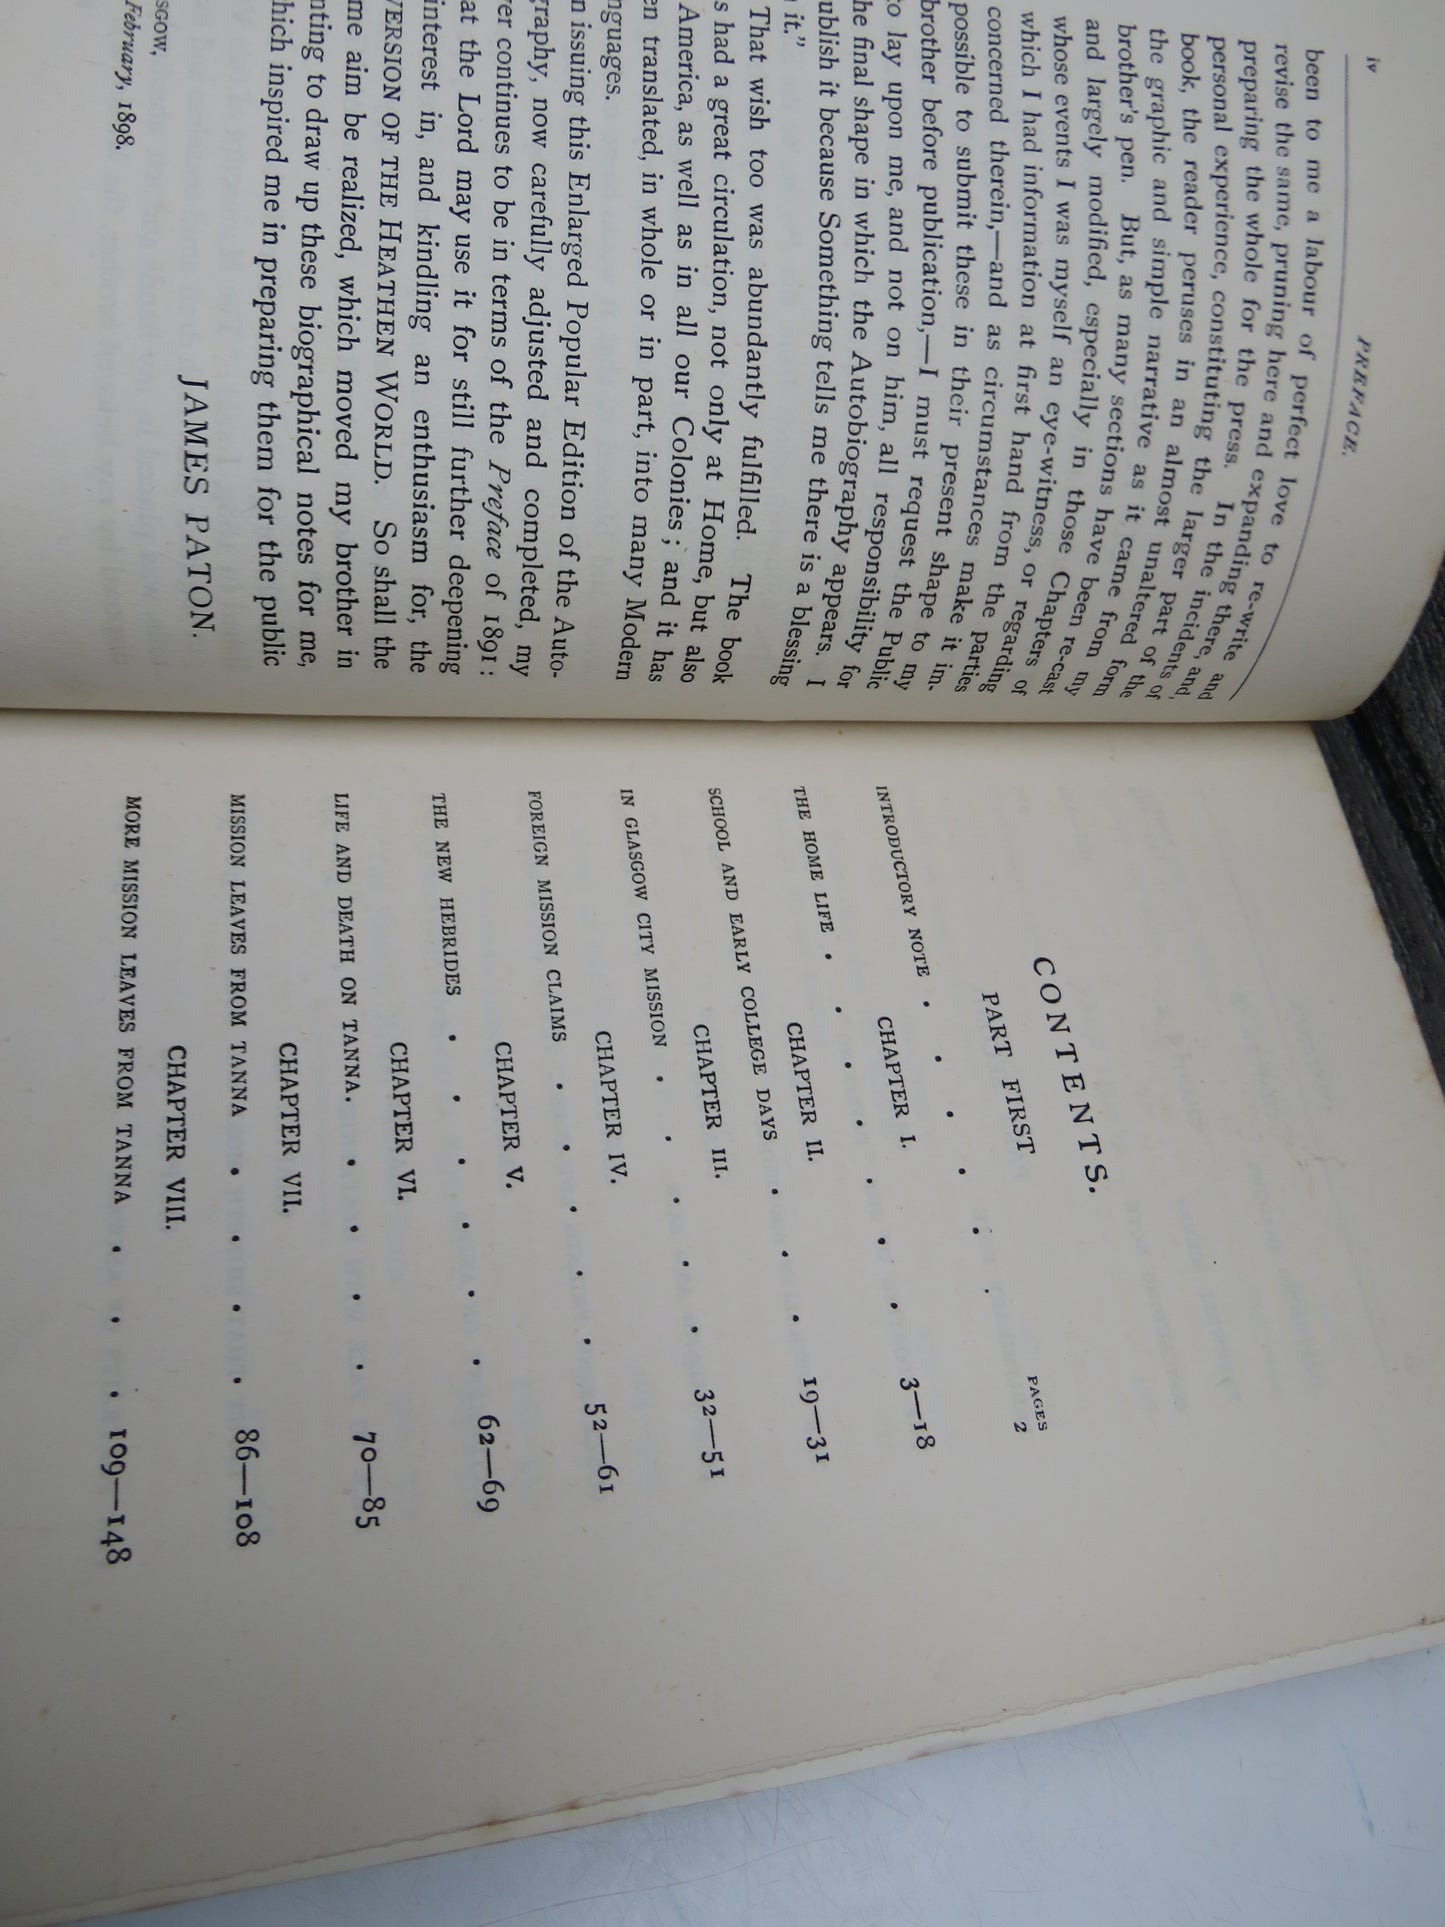 iv
PREFACE.
been to me a labour of perfect love to re-write and
revise the same, pruning here and expanding there, and
preparing the whole for the press. In the incidents of
personal experience, constituting the larger part of the
book, the reader peruses in an almost unaltered form
the graphic and simple narrative as it came from my
brother's pen. But, as many sections have been re-cast
and largely modified, especially in those Chapters of
whose events I was myself an eye-witness, or regarding
which I had information at first hand from the parties
concerned therein,—and as circumstances make it im-
possible to submit these in their present shape to my
brother before publication,—I must request the Public
to lay upon me, and not on him, all responsibility for
he final shape in which the Autobiography appears. I
ublish it because Something tells me there is a blessing
it.”
That wish too was abundantly fulfilled. The book
s had a great circulation, not only at Home, but also
America, as well as in all our Colonies; and it has
en translated, in whole or in part, into many Modern
nguages.
n issuing this Enlarged Popular Edition of the Auto-
raphy, now carefully adjusted and completed, my
er continues to be in terms of the Preface of 1891:
at the Lord may use it for still further deepening
interest in, and kindling an enthusiasm for, the
VERSION OF THE HEATHEN WORLD. So shall the
me aim be realized, which moved my brother in
nting to draw up these biographical notes for me,
hich inspired me in preparing them for the public
JAMES PATON.
SGOW,
February, 1898.
CONTENTS.
PART FIRST
PAGES
INTRODUCTORY NOTE . . . . . . 2
CHAPTER I.
THE HOME LIFE . . . . . . . 3—18
CHAPTER II.
SCHOOL AND EARLY COLLEGE DAYS . . . 19—31
CHAPTER III.
IN GLASGOW CITY MISSION . . . . . 32—51
CHAPTER IV.
FOREIGN MISSION CLAIMS . . . . . 52—61
CHAPTER V.
THE NEW HEBRIDES . . . . . . 62—69
CHAPTER VI.
LIFE AND DEATH ON TANNA. . . . . 70—85
CHAPTER VII.
MISSION LEAVES FROM TANNA . . . . 86—108
CHAPTER VIII.
MORE MISSION LEAVES FROM TANNA . . . 109—148